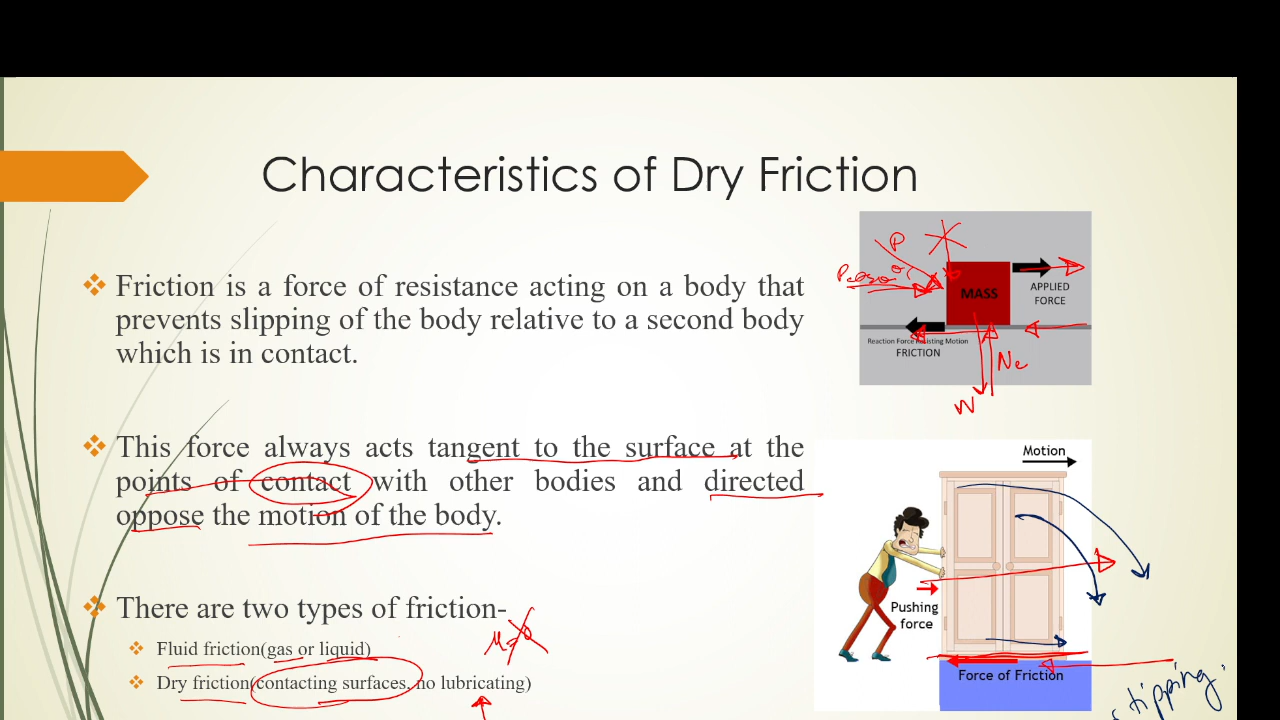 Characteristics of Dry Friction
Friction is a force of resistance acting on a body that
prevents slipping of the body relative to a second body
which is in contact.
This force always acts tangent to the surface at the
points of contact with other bodies and directed
oppose the motion of the body.
There are two types of friction-
Fluid friction(gas or liquid)
Dry friction(contacting surfaces, no lubricating)
P
MASS
APPLIED
FORCE
Reaction Force Resisting Motion
FRICTION
W
Motion
Pushing
force
Force of Friction
tipping